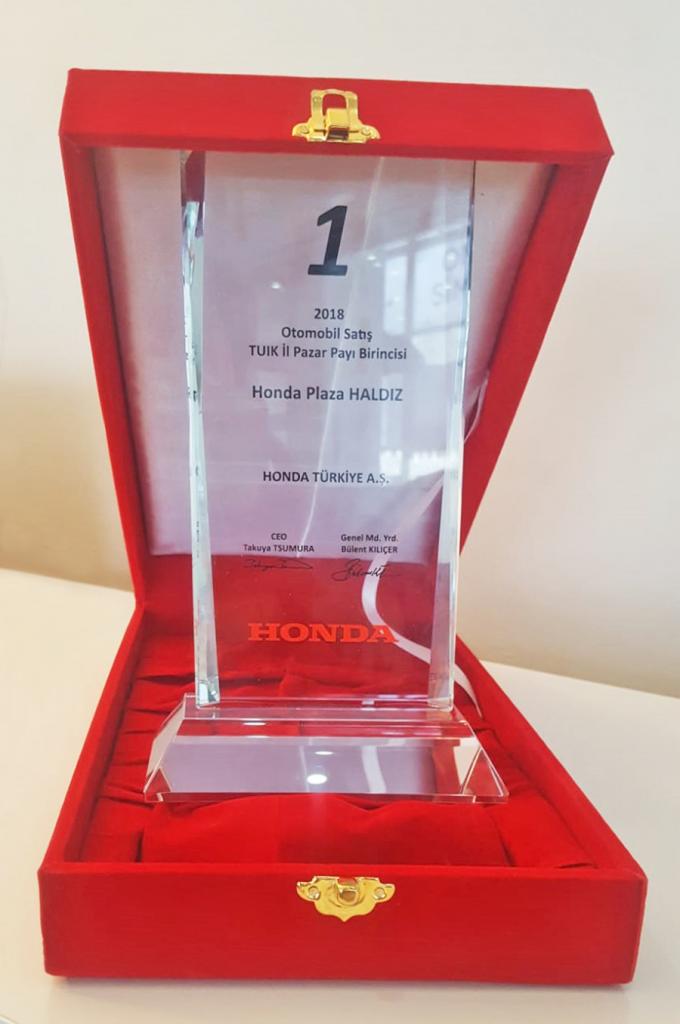 1
2018
Otomobil Satış
TUIK İl Pazar Payı Birincisi
Honda Plaza HALDIZ
HONDA TÜRKİYE A.Ş.
CEO
Takuya TSUMURA
Genel Md. Yrd.
Bülent KILIÇER
HONDA